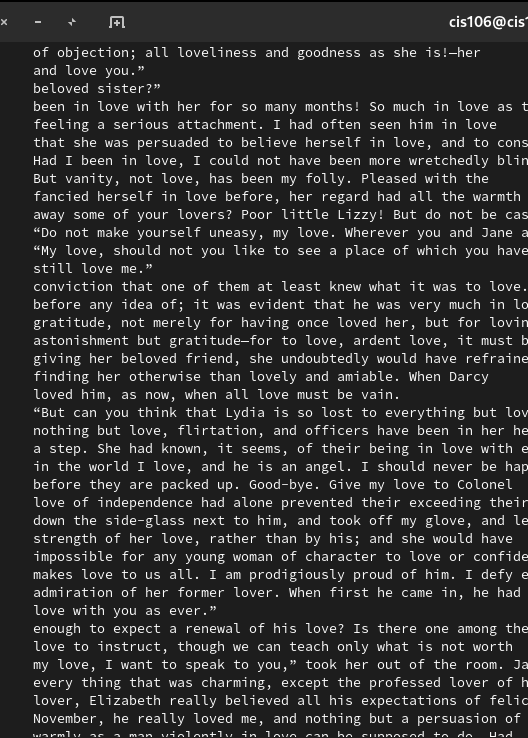 cis106@cis1
of objection; all loveliness and goodness as she is!—her
and love you.”
beloved sister?”
been in love with her for so many months! So much in love as t
feeling a serious attachment. I had often seen him in love
that she was persuaded to believe herself in love, and to cons
Had I been in love, I could not have been more wretchedly blin
But vanity, not love, has been my folly. Pleased with the
fancied herself in love before, her regard had all the warmth
away some of your lovers? Poor little Lizzy! But do not be cas
“Do not make yourself uneasy, my love. Wherever you and Jane a
“My love, should not you like to see a place of which you have
still love me.”
conviction that one of them at least knew what it was to love.
before any idea of; it was evident that he was very much in lo
gratitude, not merely for having once loved her, but for lovin
astonishment but gratitude—for to love, ardent love, it must b
giving her beloved friend, she undoubtedly would have refraine
finding her otherwise than lovely and amiable. When Darcy
loved him, as now, when all love must be vain.
“But can you think that Lydia is so lost to everything but lov
nothing but love, flirtation, and officers have been in her he
a step. She had known, it seems, of their being in love with e
in the world I love, and he is an angel. I should never be hap
before they are packed up. Good-bye. Give my love to Colonel
love of independence had alone prevented their exceeding their
down the side-glass next to him, and took off my glove, and le
strength of her love, rather than by his; and she would have
impossible for any young woman of character to love or confide
makes love to us all. I am prodigiously proud of him. I defy e
admiration of her former lover. When first he came in, he had
love with you as ever.”
enough to expect a renewal of his love? Is there one among the
love to instruct, though we can teach only what is not worth
my love, I want to speak to you,” took her out of the room. Ja
every thing that was charming, except the professed lover of h
lover, Elizabeth really believed all his expectations of felic
November, he really loved me, and nothing but a persuasion of
warmly as a man violently in love can be supposed to do. Had